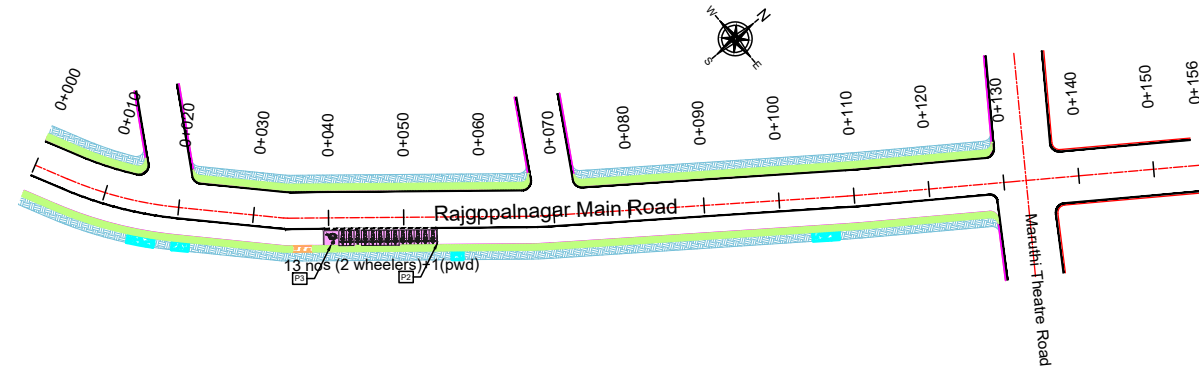 W
N
S
E
0+000
0+010
0+020
0+030
0+040
0+050
0+060
0+070
0+080
0+090
0+100
0+110
0+120
0+130
0+140
0+150
0+156
Rajgppalnagar Main Road
13 nos (2 wheelers)+1(pwd)
P3
P2
Maruthi Theatre Road